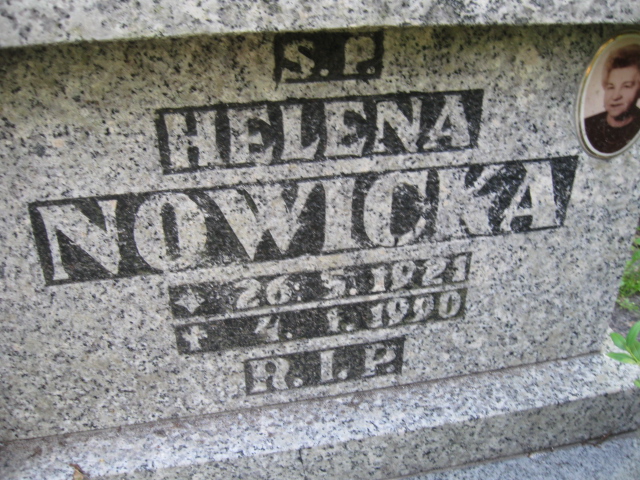 S.P.
HELENA
NOWICKA
26. 5. 1921
4. 1. 1990
R.I.P.